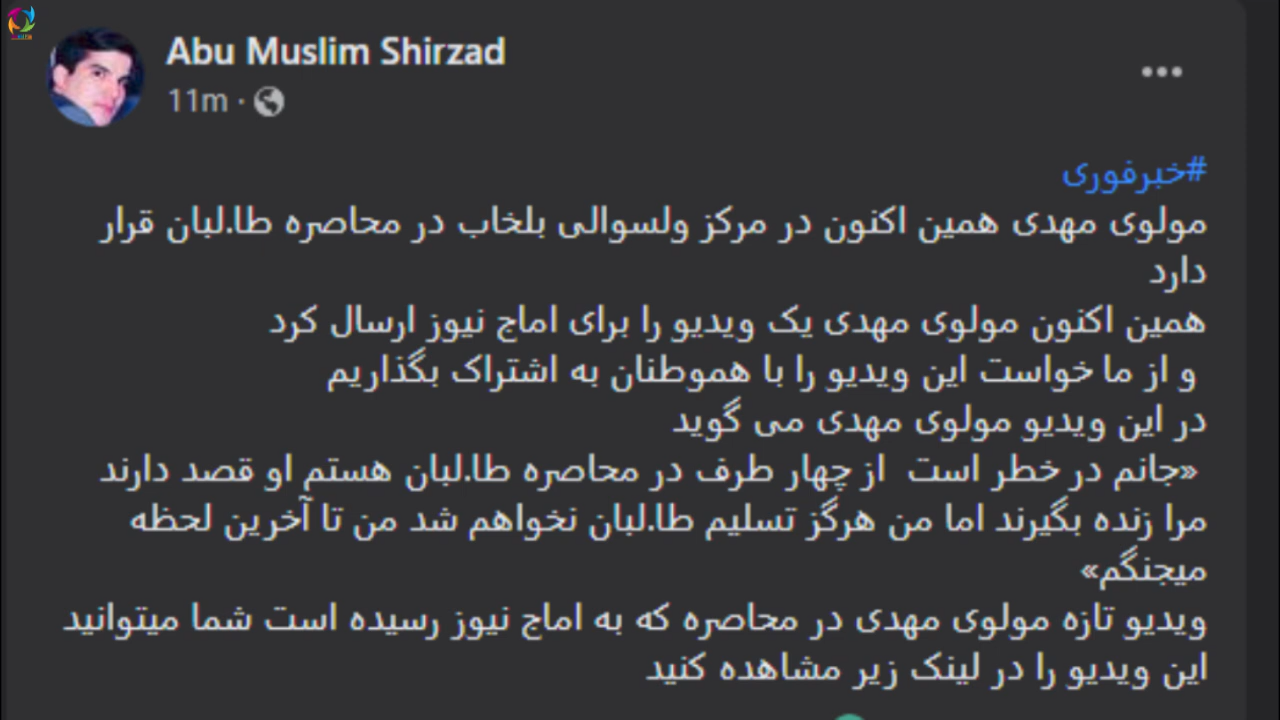 Abu Muslim Shirzad
11m ·
#خبرفوری
مولوی مهدی همین اکنون در مرکز ولسوالی بلخاب در محاصره طا.لبان قرار
دارد
همین اکنون مولوی مهدی یک ویدیو را برای اماج نیوز ارسال کرد
و از ما خواست این ویدیو را با هموطنان به اشتراک بگذاریم
در این ویدیو مولوی مهدی می گوید
«جانم در خطر است از چهار طرف در محاصره طا.لبان هستم او قصد دارند
مرا زنده بگیرند اما من هرگز تسلیم طا.لبان نخواهم شد من تا آخرین لحظه
میجنگم»
ویدیو تازه مولوی مهدی در محاصره که به اماج نیوز رسیده است شما میتوانید
این ویدیو را در لینک زیر مشاهده کنید